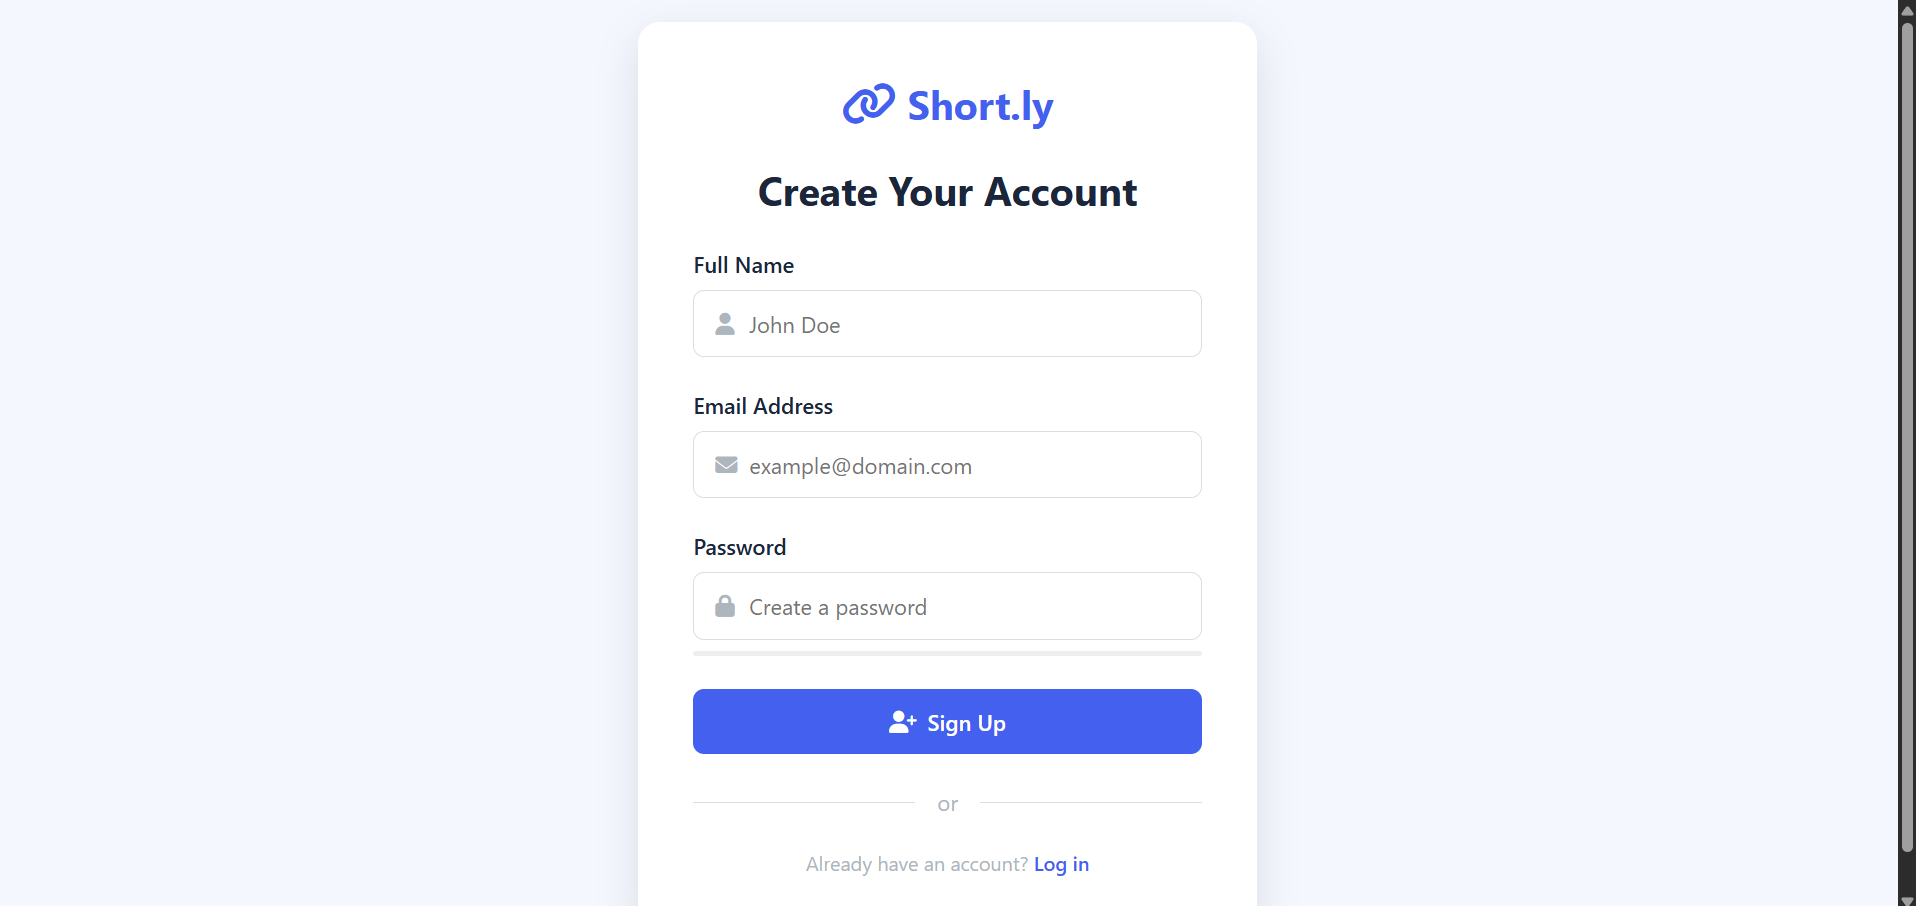 Short.ly
Create Your Account
Full Name
John Doe
Email Address
example@domain.com
Password
Create a password
Sign Up
or
Already have an account? Log in